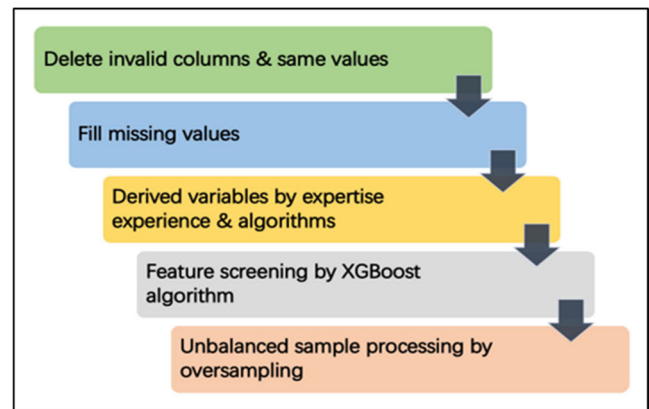 Delete invalid columns & same values
Fill missing values
Derived variables by expertise
experience & algorithms
Feature screening by XGBoost
algorithm
Unbalanced sample processing by
oversampling